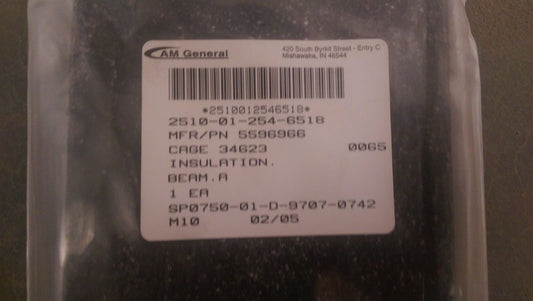 AM General
420 South Byrkit Street - Entry C
Mishawaka, IN 46544
*2510012546518*
2510-01-254-6518
MFR/PN 5596966
CAGE 34623 0065
INSULATION.
BEAM.A
1 EA
SP0750-01-D-9707-0742
M10 02/05